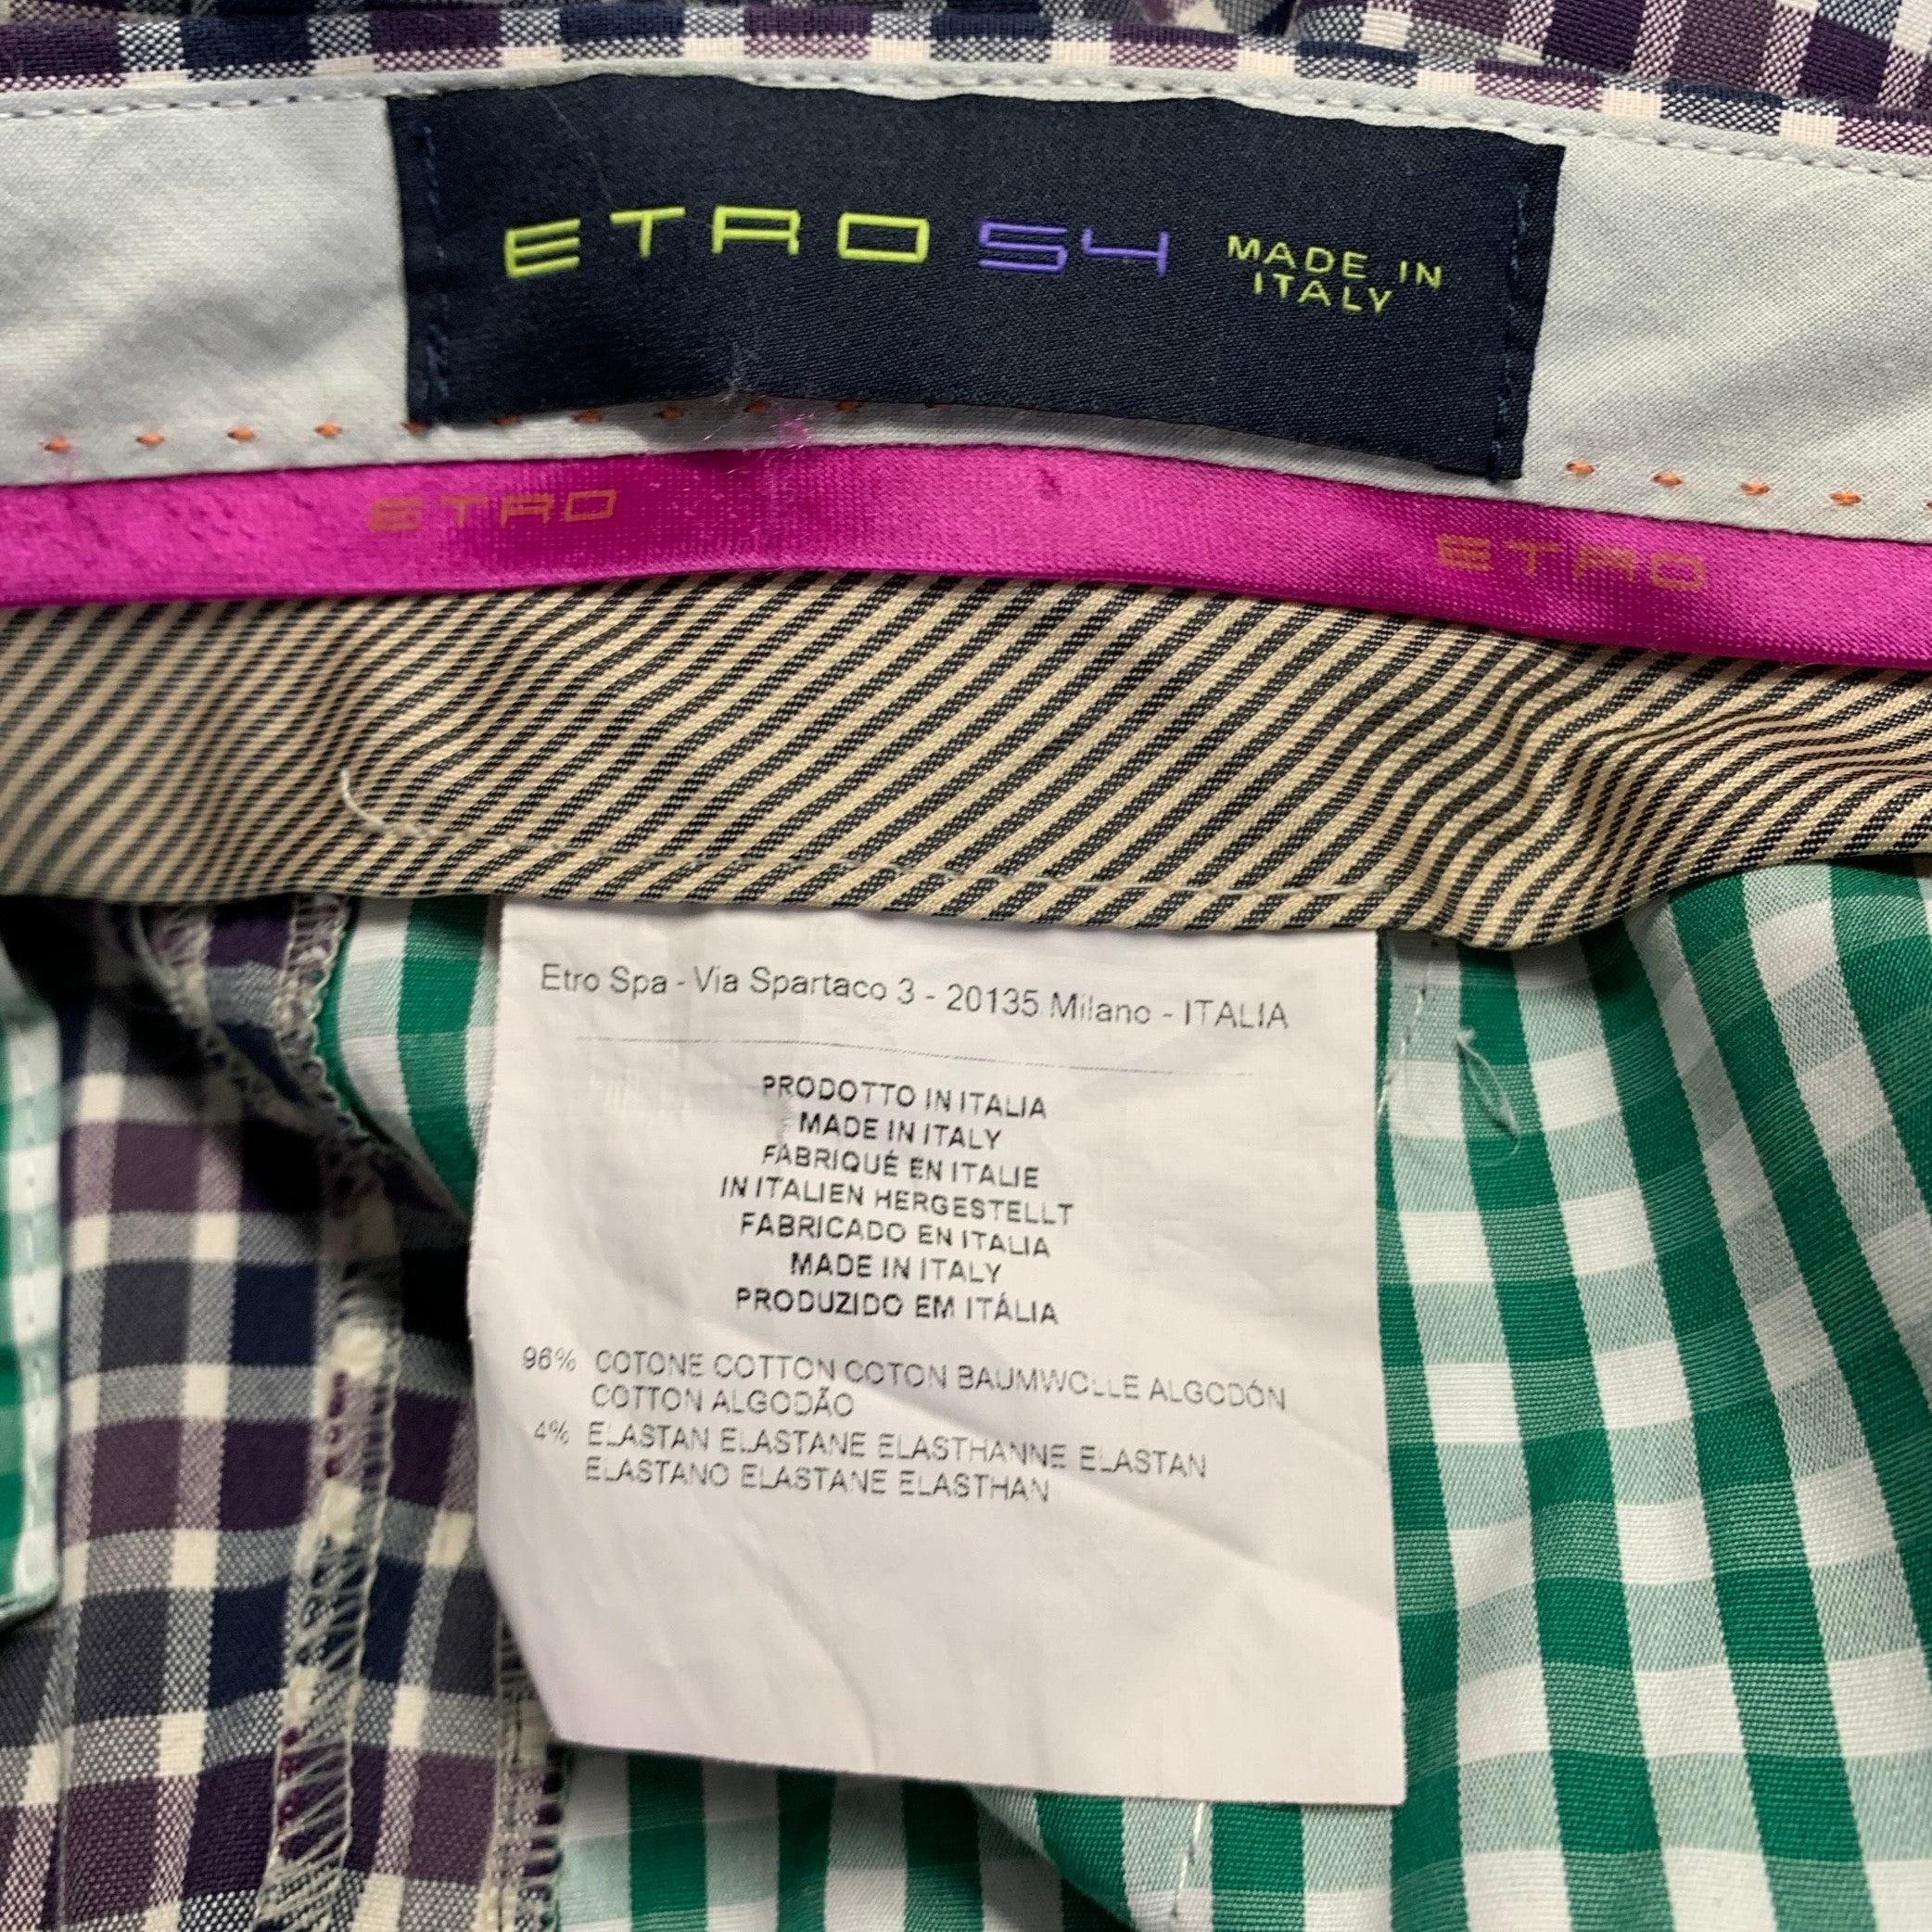 ETRO 54 MADE IN
ITALY
ETRO ETRO
Etro Spa - Via Spartaco 3 - 20135 Milano - ITALIA
PRODOTTO IN ITALIA
MADE IN ITALY
FABRIQUÉ EN ITALIE
IN ITALIEN HERGESTELLT
FABRICADO EN ITALIA
MADE IN ITALY
PRODUZIDO EM ITÁLIA
96% COTONE COTTON COTON BAUMWOLLE ALGODÓN
COTTON ALGODÃO
4% ELASTAN ELASTANE ELASTHANNE ELASTAN
ELASTANO ELASTANE ELASTHAN